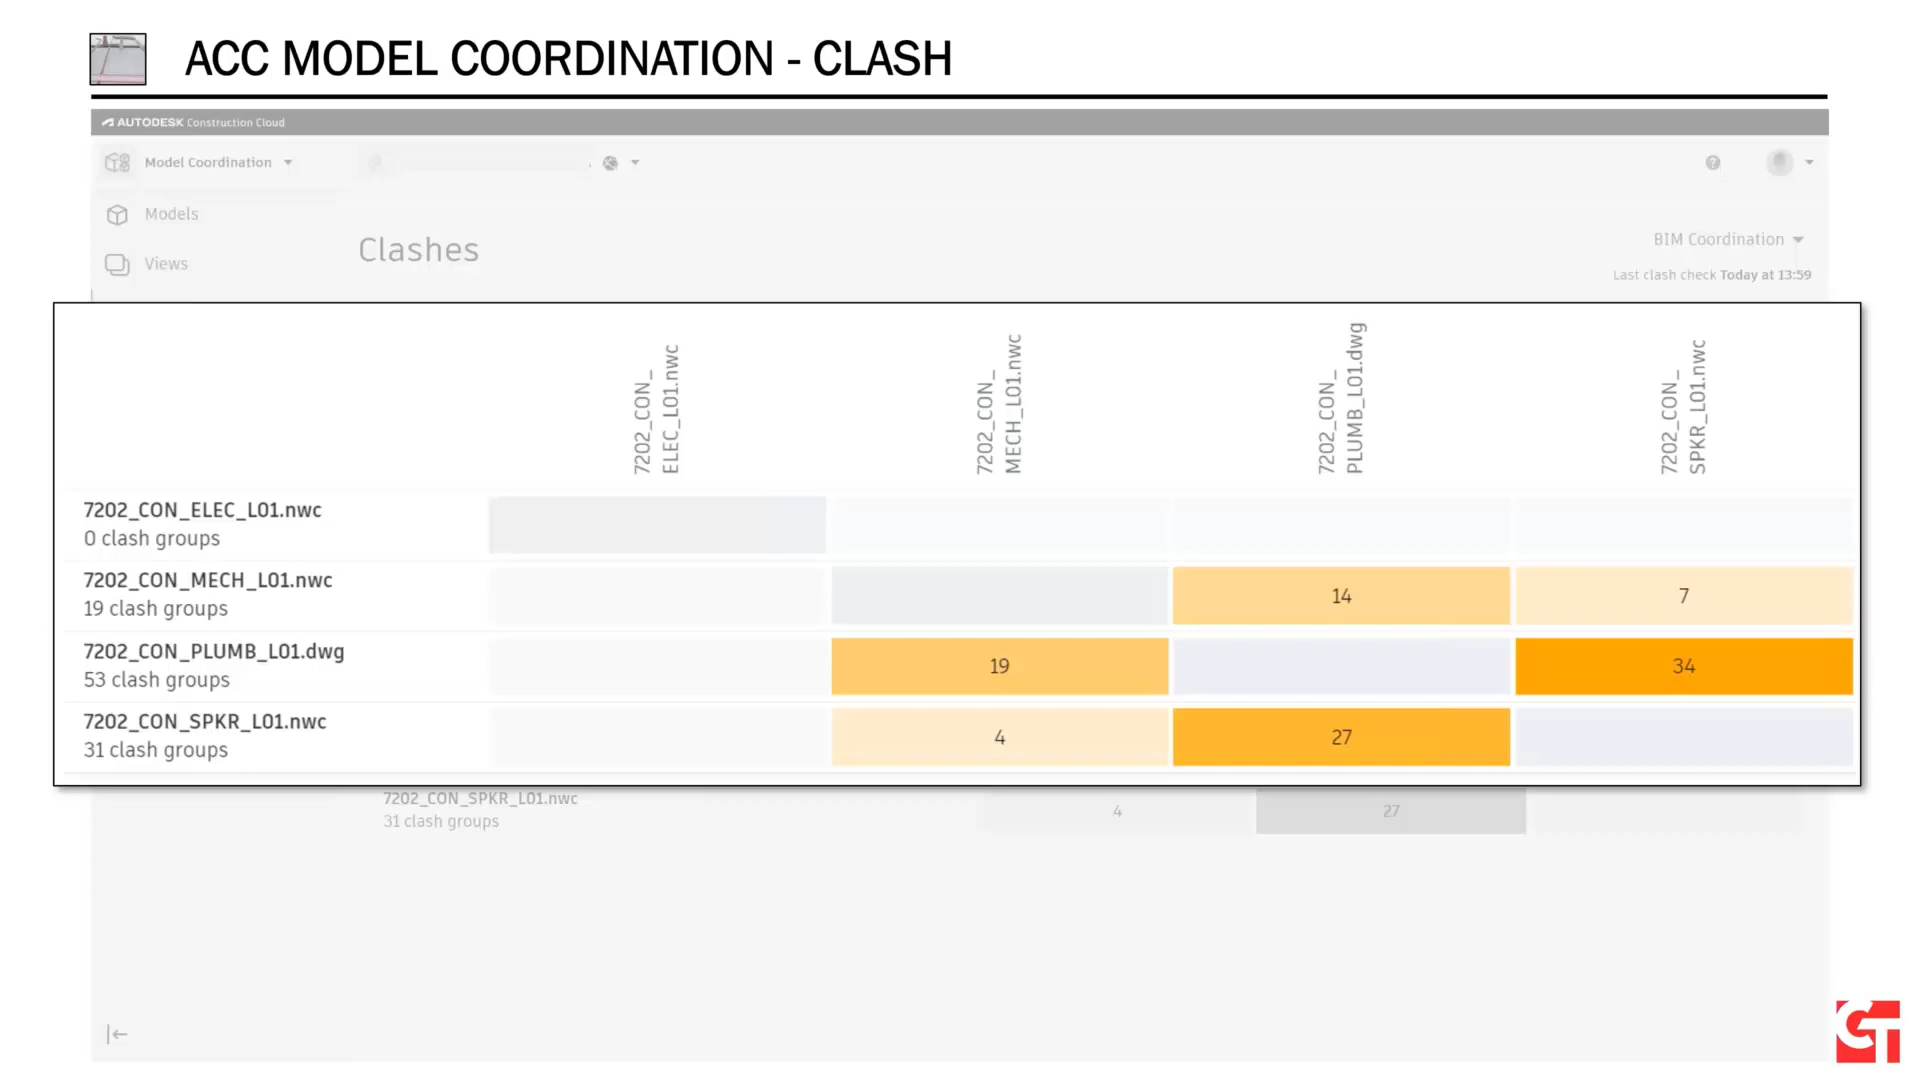 ACC MODEL COORDINATION - CLASH
AUTODESK Construction Cloud
Model Coordination
Models
Views
Clashes
BIM Coordination
Last clash check Today at 13:59
7202_CON_
ELEC_L01.nwc
7202_CON_
MECH_L01.nwc
7202_CON_
PLUMB_L01.dwg
7202_CON_
SPKR_L01.nwc
7202_CON_ELEC_L01.nwc
0 clash groups
7202_CON_MECH_L01.nwc
19 clash groups
14
7
7202_CON_PLUMB_L01.dwg
53 clash groups
19
34
7202_CON_SPKR_L01.nwc
31 clash groups
4
27
7202_CON_SPKR_L01.nwc
31 clash groups
4
27
GT